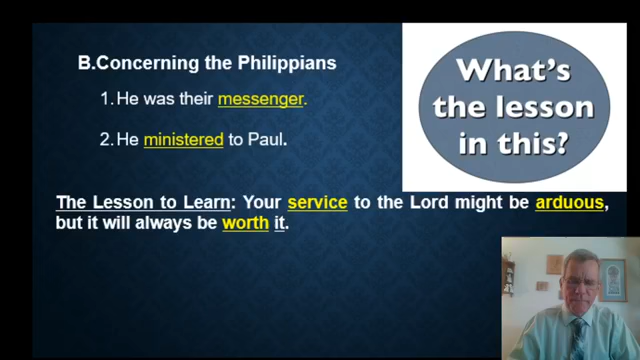 B.Concerning the Philippians
1. He was their messenger.
2. He ministered to Paul.
What's
the lesson
in this?
The Lesson to Learn: Your service to the Lord might be arduous,
but it will always be worth it.